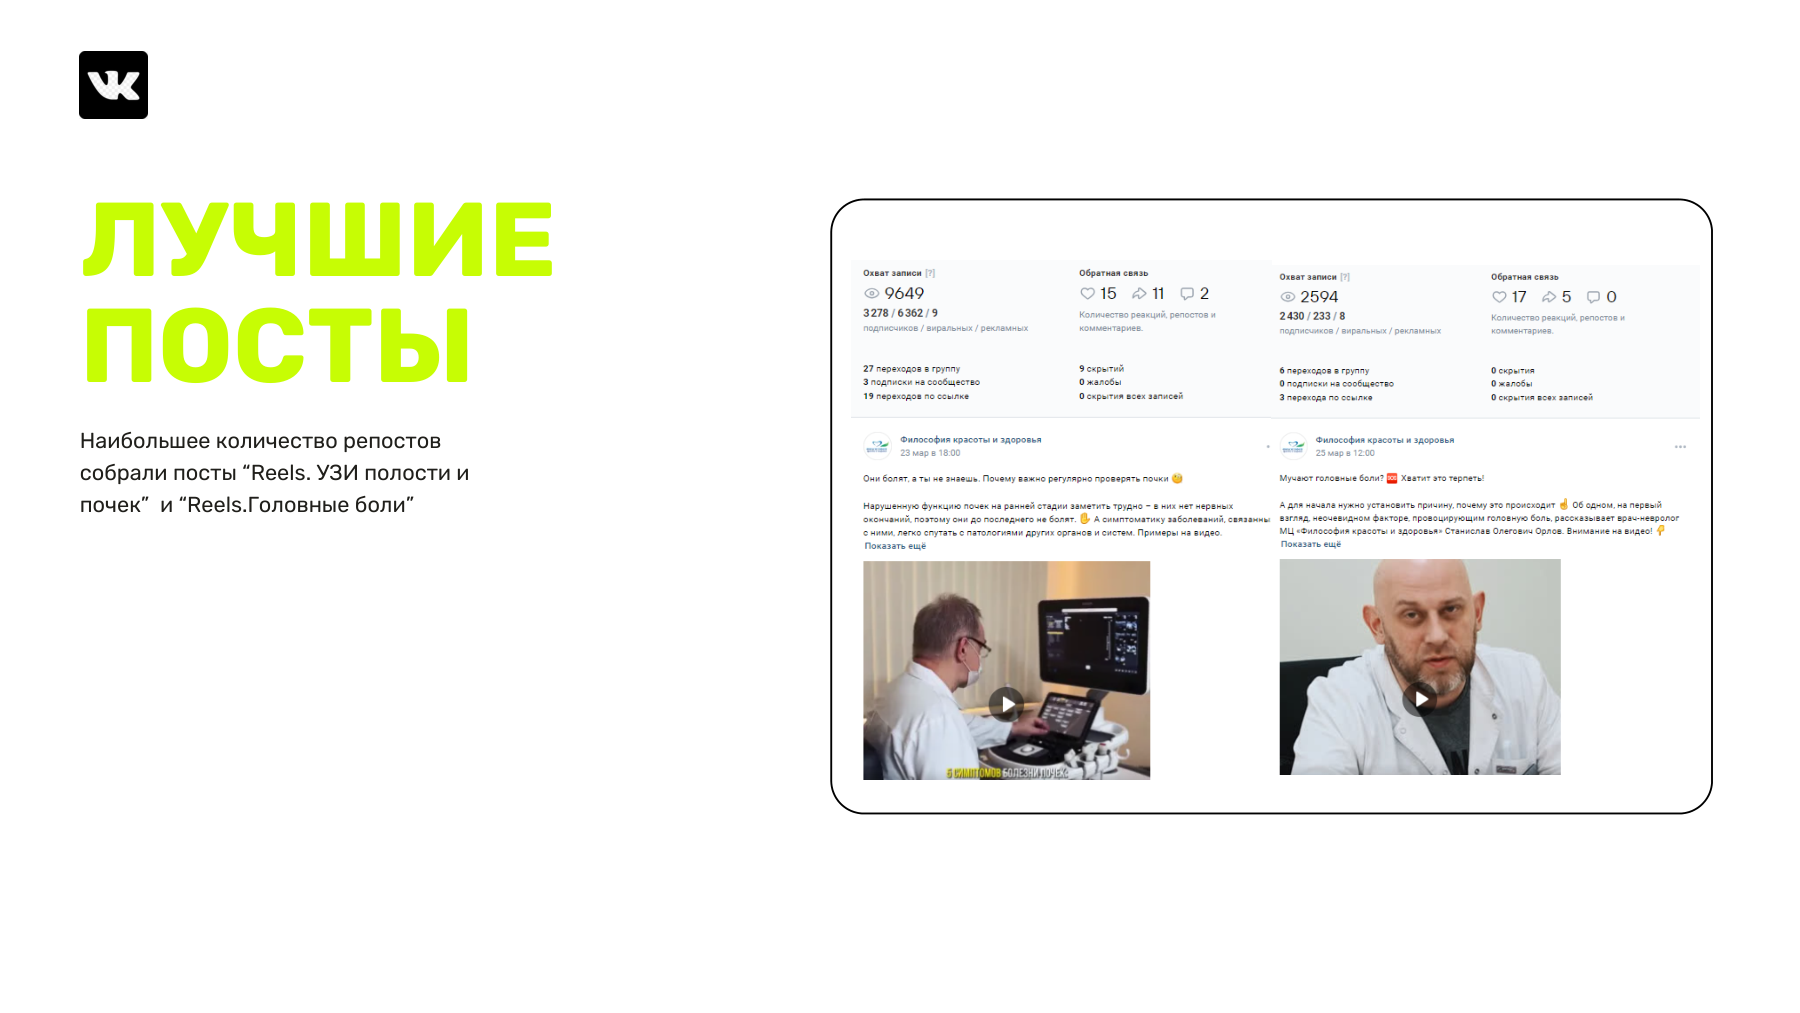 ЛУЧШИЕ
ПОСТЫ
Наибольшее количество репостов
собрали посты “Reels. УЗИ полости и
почек” и “Reels.Головные боли”
Охват записи [?]
9649
3 278 / 6 362 / 9
подписчиков / виральных / рекламных
Обратная связь
15 11 2
Количество реакций, репостов и
комментариев.
27 переходов в группу
3 подписки на сообщество
19 переходов по ссылке
9 скрытий
0 жалобы
0 скрытия всех записей
Философия красоты и здоровья
23 мар в 18:00
Они болят, а ты не знаешь. Почему важно регулярно проверять почки 🧐
Нарушенную функцию почек на ранней стадии заметить трудно – в них нет нервных
окончаний, поэтому они до последнего не болят. ✋ А симптоматику заболеваний, связанны
с ними, легко спутать с патологиями других органов и систем. Примеры на видео.
Показать ещё
5 СИМПТОМОВ БОЛЕЗНИ ПОЧЕК:
Охват записи [?]
2594
2 430 / 233 / 8
подписчиков / виральных / рекламных
Обратная связь
17 5 0
Количество реакций, репостов и
комментариев.
6 переходов в группу
0 подписки на сообщество
3 перехода по ссылке
0 скрытия
0 жалобы
0 скрытия всех записей
Философия красоты и здоровья
25 мар в 12:00
Мучают головные боли? 🆘 Хватит это терпеть!
А для начала нужно установить причину, почему это происходит ☝ Об одном, на первый
взгляд, неочевидном факторе, провоцирующим головную боль, рассказывает врач-невролог
МЦ «Философия красоты и здоровья» Станислав Олегович Орлов. Внимание на видео! 👇
Показать ещё